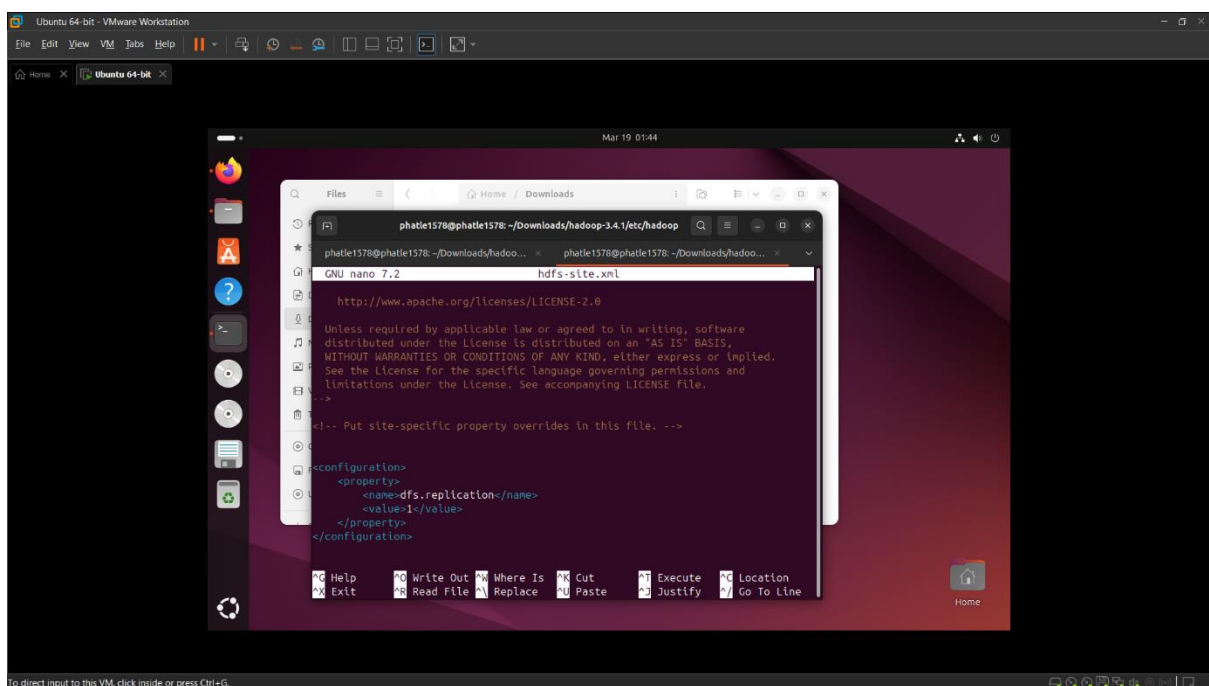 Ubuntu 64-bit - VMware Workstation
File Edit View VM Tabs Help
Home
Ubuntu 64-bit
Mar 19 01:44
Files
Home / Downloads
phatle1578@phatle1578: ~/Downloads/hadoop-3.4.1/etc/hadoop
phatle1578@phatle1578: ~/Downloads/hadoo...
phatle1578@phatle1578: ~/Downloads/hadoo...
GNU nano 7.2 hdfs-site.xml
http://www.apache.org/licenses/LICENSE-2.0
Unless required by applicable law or agreed to in writing, software
distributed under the License is distributed on an "AS IS" BASIS,
WITHOUT WARRANTIES OR CONDITIONS OF ANY KIND, either express or implied.
See the License for the specific language governing permissions and
limitations under the License. See accompanying LICENSE file.
-->
<!-- Put site-specific property overrides in this file. -->
<configuration>
<property>
<name>dfs.replication</name>
<value>1</value>
</property>
</configuration>
^G Help ^O Write Out ^W Where Is ^K Cut ^T Execute ^C Location
^X Exit ^R Read File ^\ Replace ^U Paste ^J Justify ^/ Go To Line
Home
To direct input to this VM, click inside or press Ctrl+G.